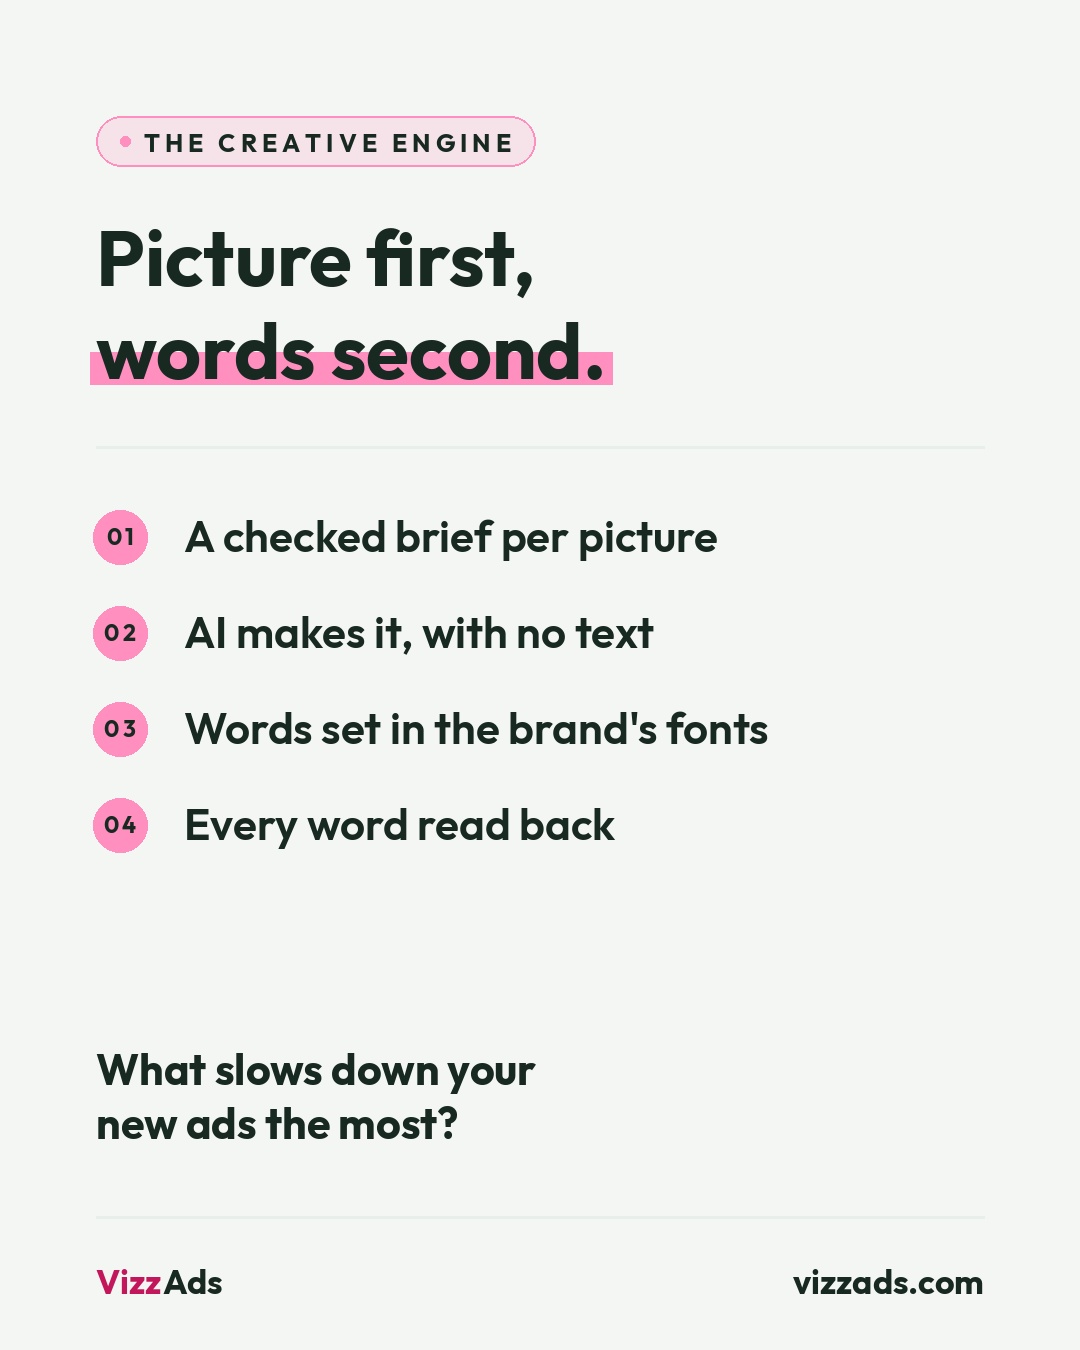 THE CREATIVE ENGINE
Picture first,
words second.
01 A checked brief per picture
02 AI makes it, with no text
03 Words set in the brand's fonts
04 Every word read back
What slows down your
new ads the most?
VizzAds
vizzads.com